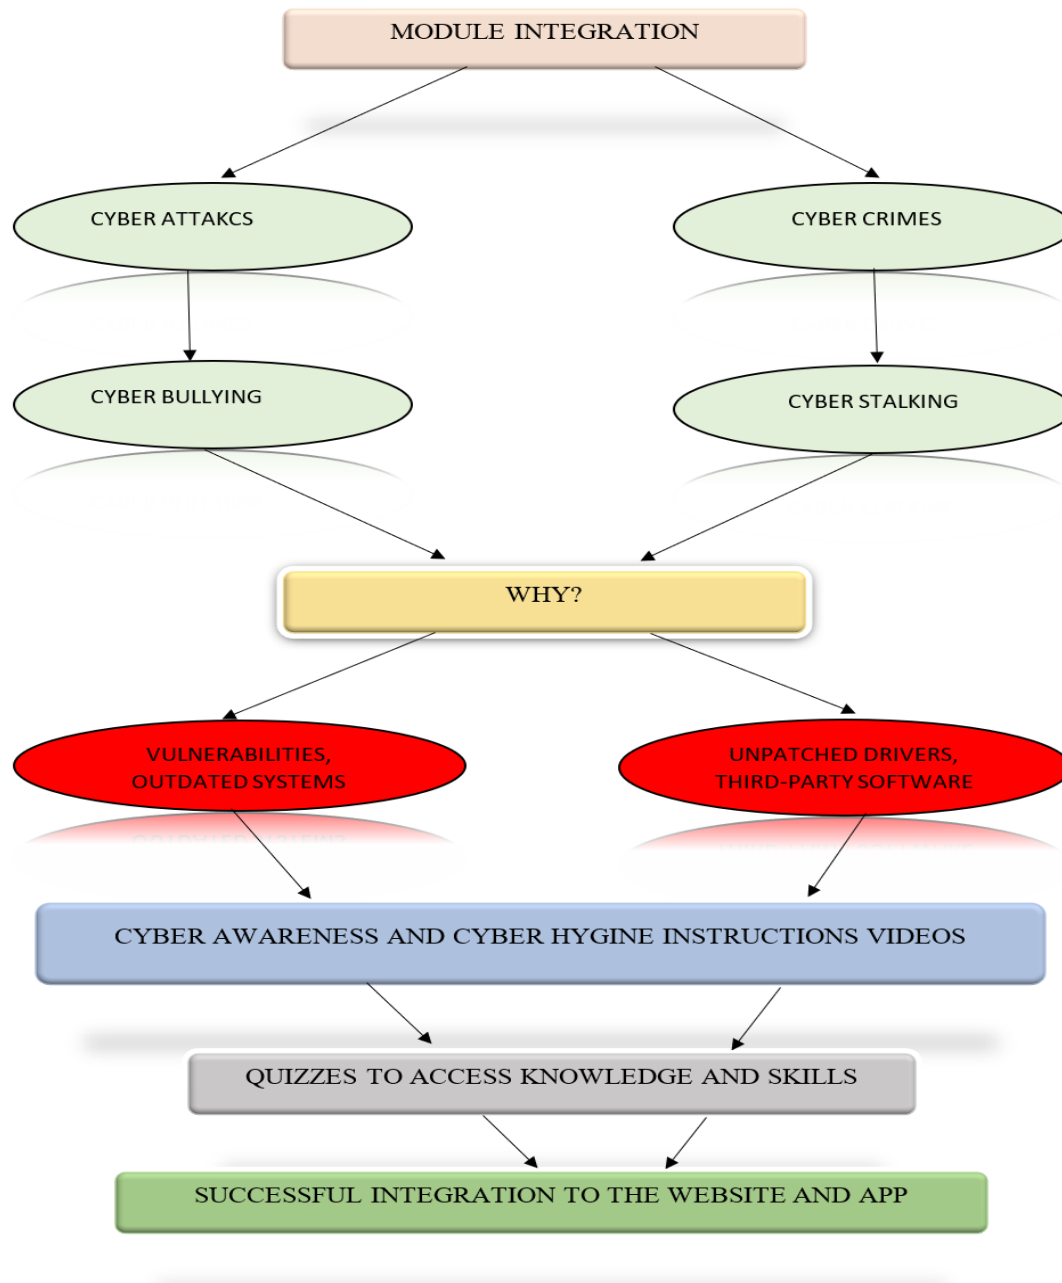 MODULE INTEGRATION
CYBER ATTAKCS
CYBER CRIMES
CYBER BULLYING
CYBER STALKING
WHY?
VULNERABILITIES,
OUTDATED SYSTEMS
UNPATCHED DRIVERS,
THIRD-PARTY SOFTWARE
CYBER AWARENESS AND CYBER HYGINE INSTRUCTIONS VIDEOS
QUIZZES TO ACCESS KNOWLEDGE AND SKILLS
SUCCESSFUL INTEGRATION TO THE WEBSITE AND APP